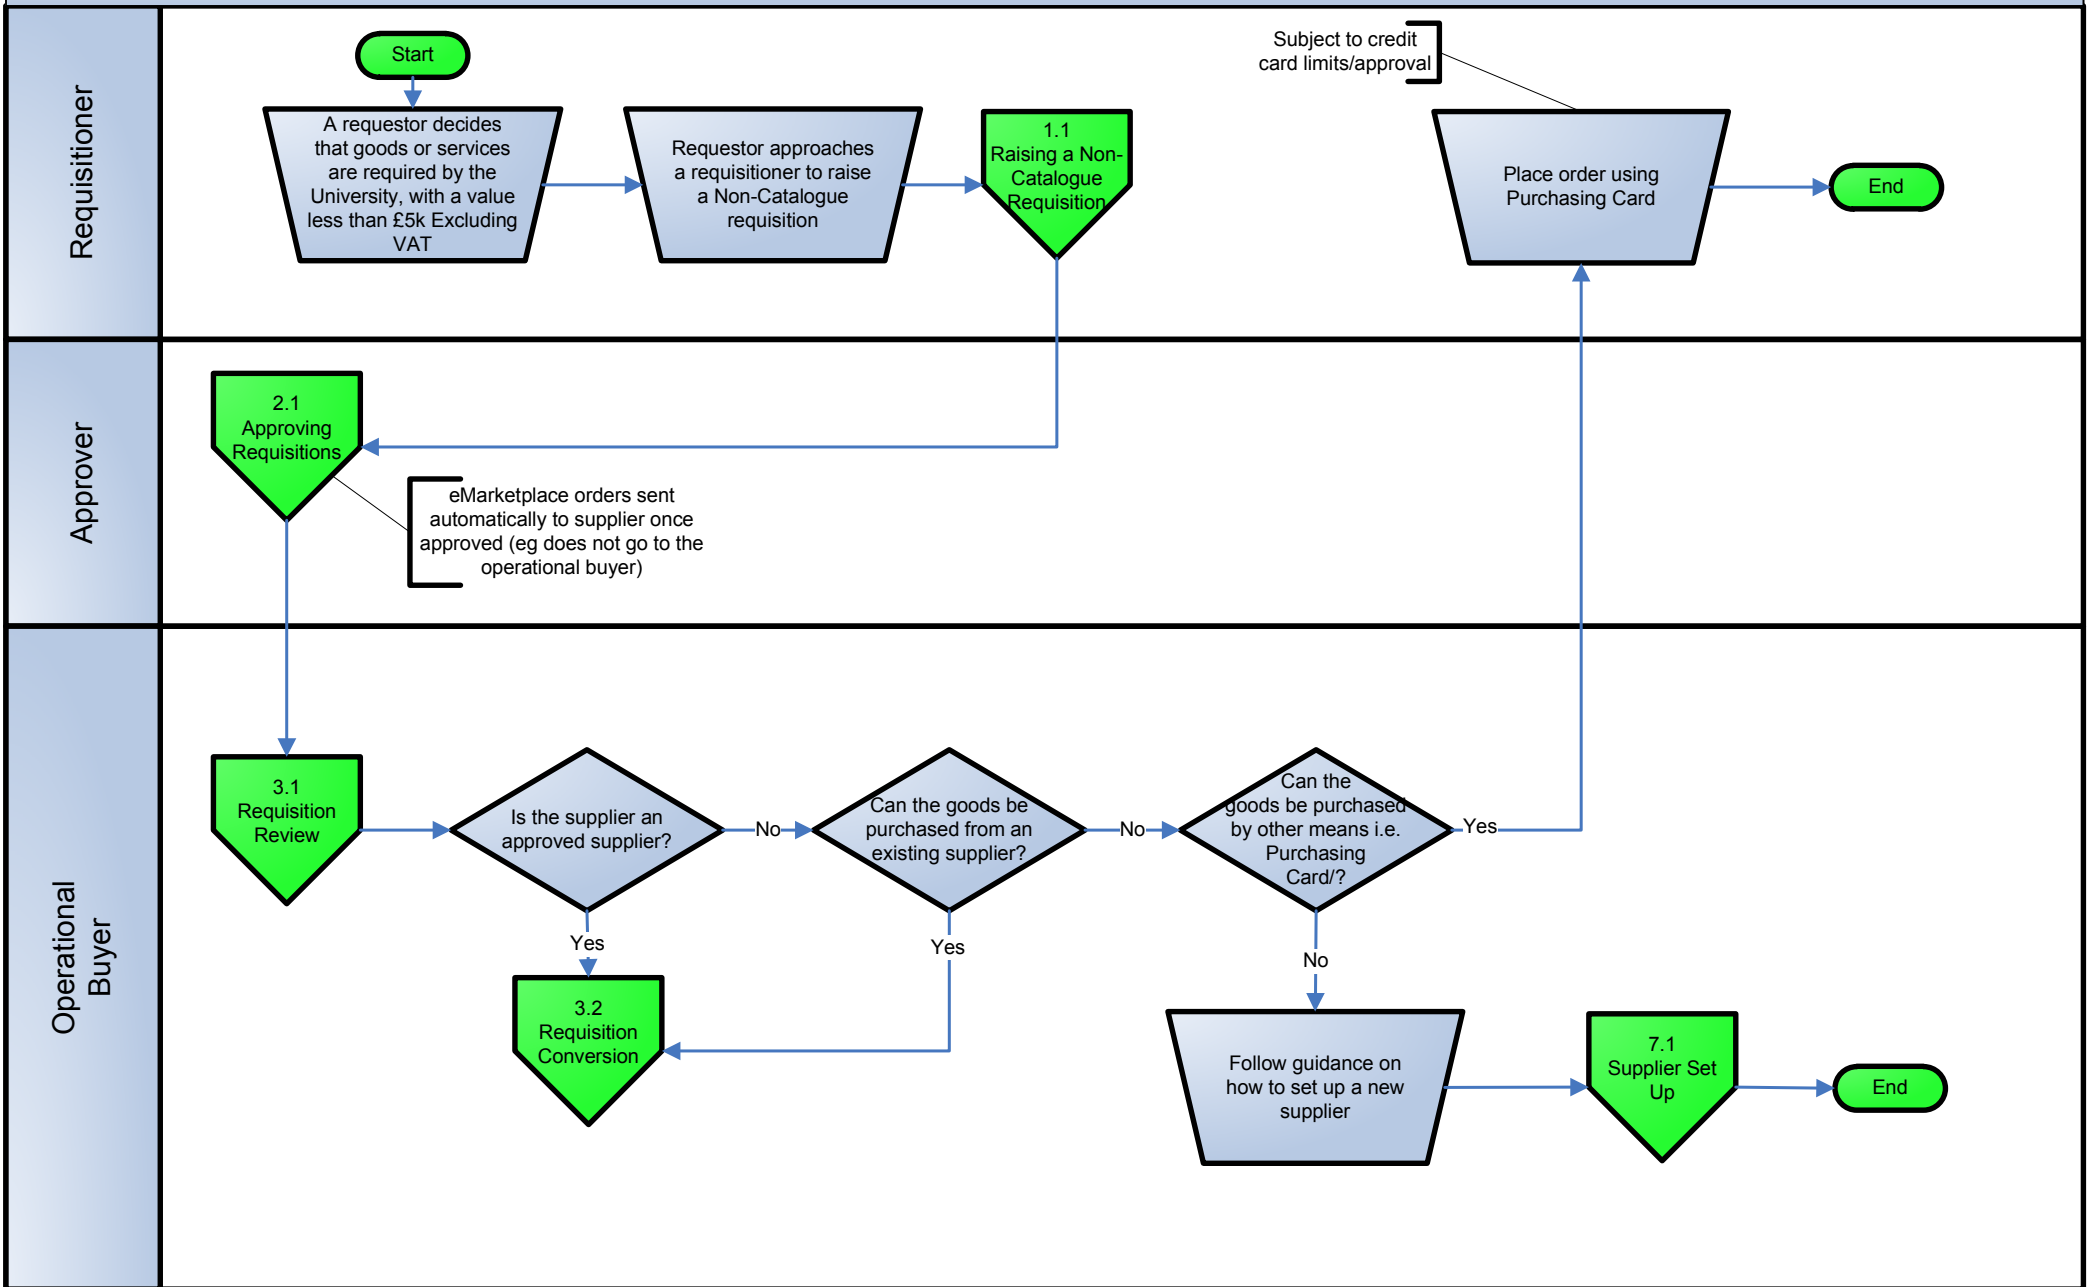 Requisitioner
Start
A requestor decides
that goods or services
are required by the
University, with a value
less than £5k Excluding
VAT
Requestor approaches
a requisitioner to raise
a Non-Catalogue
requisition
1.1
Raising a Non-
Catalogue
Requisition
Subject to credit
card limits/approval
Place order using
Purchasing Card
End
Approver
2.1
Approving
Requisitions
eMarketplace orders sent
automatically to supplier once
approved (eg does not go to the
operational buyer)
Operational
Buyer
3.1
Requisition
Review
Is the supplier an
approved supplier?
No
Can the goods be
purchased from an
existing supplier?
No
Can the
goods be purchased
by other means i.e.
Purchasing
Card/?
Yes
Yes
Yes
No
3.2
Requisition
Conversion
Follow guidance on
how to set up a new
supplier
7.1
Supplier Set
Up
End